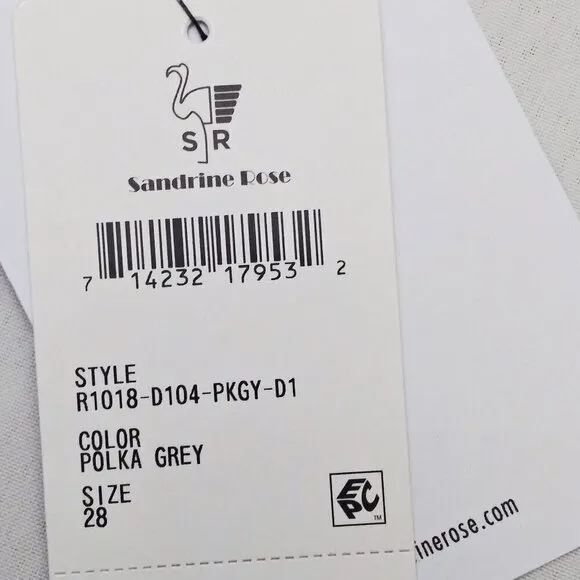 S R
Sandrine Rose
7 14232 17953 2
STYLE
R1018-D104-PKGY-D1
COLOR
POLKA GREY
SIZE
28
EPC
TM
inerose.com